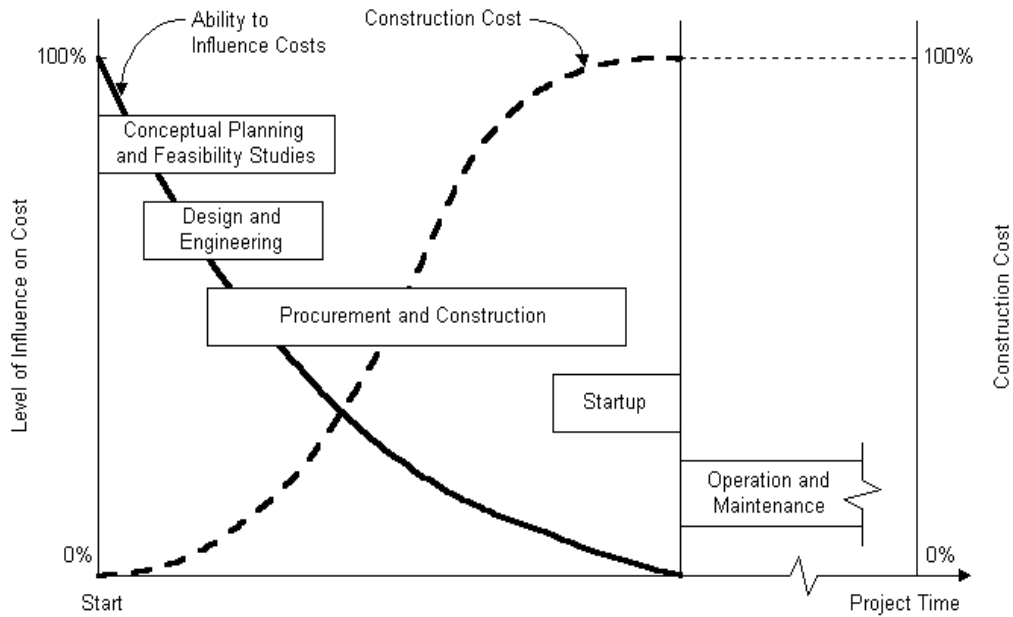 Ability to
Influence Costs
Construction Cost
100%
100%
Conceptual Planning
and Feasibility Studies
Design and
Engineering
Level of Influence on Cost
Procurement and Construction
Construction Cost
Startup
Operation and
Maintenance
0%
0%
Start
Project Time